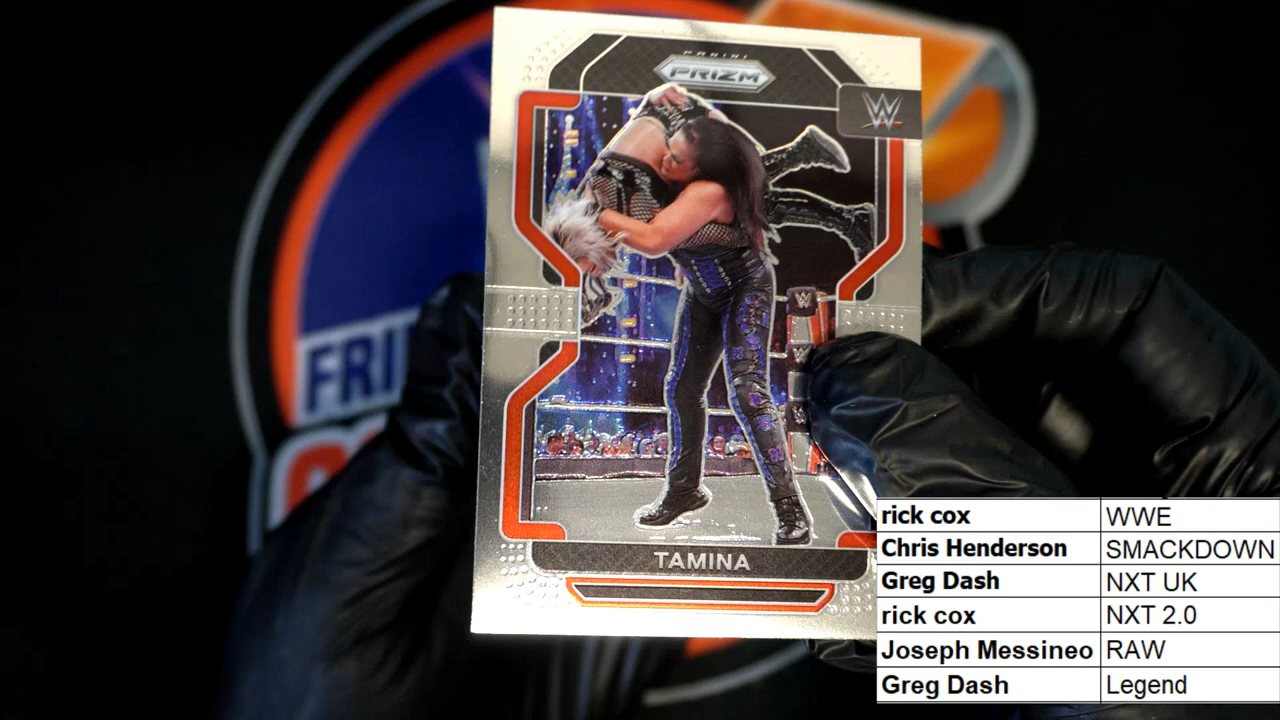 PANINI
PRIZM
W
FRI
TAMINA
rick cox WWE
Chris Henderson SMACKDOWN
Greg Dash NXT UK
rick cox NXT 2.0
Joseph Messineo RAW
Greg Dash Legend